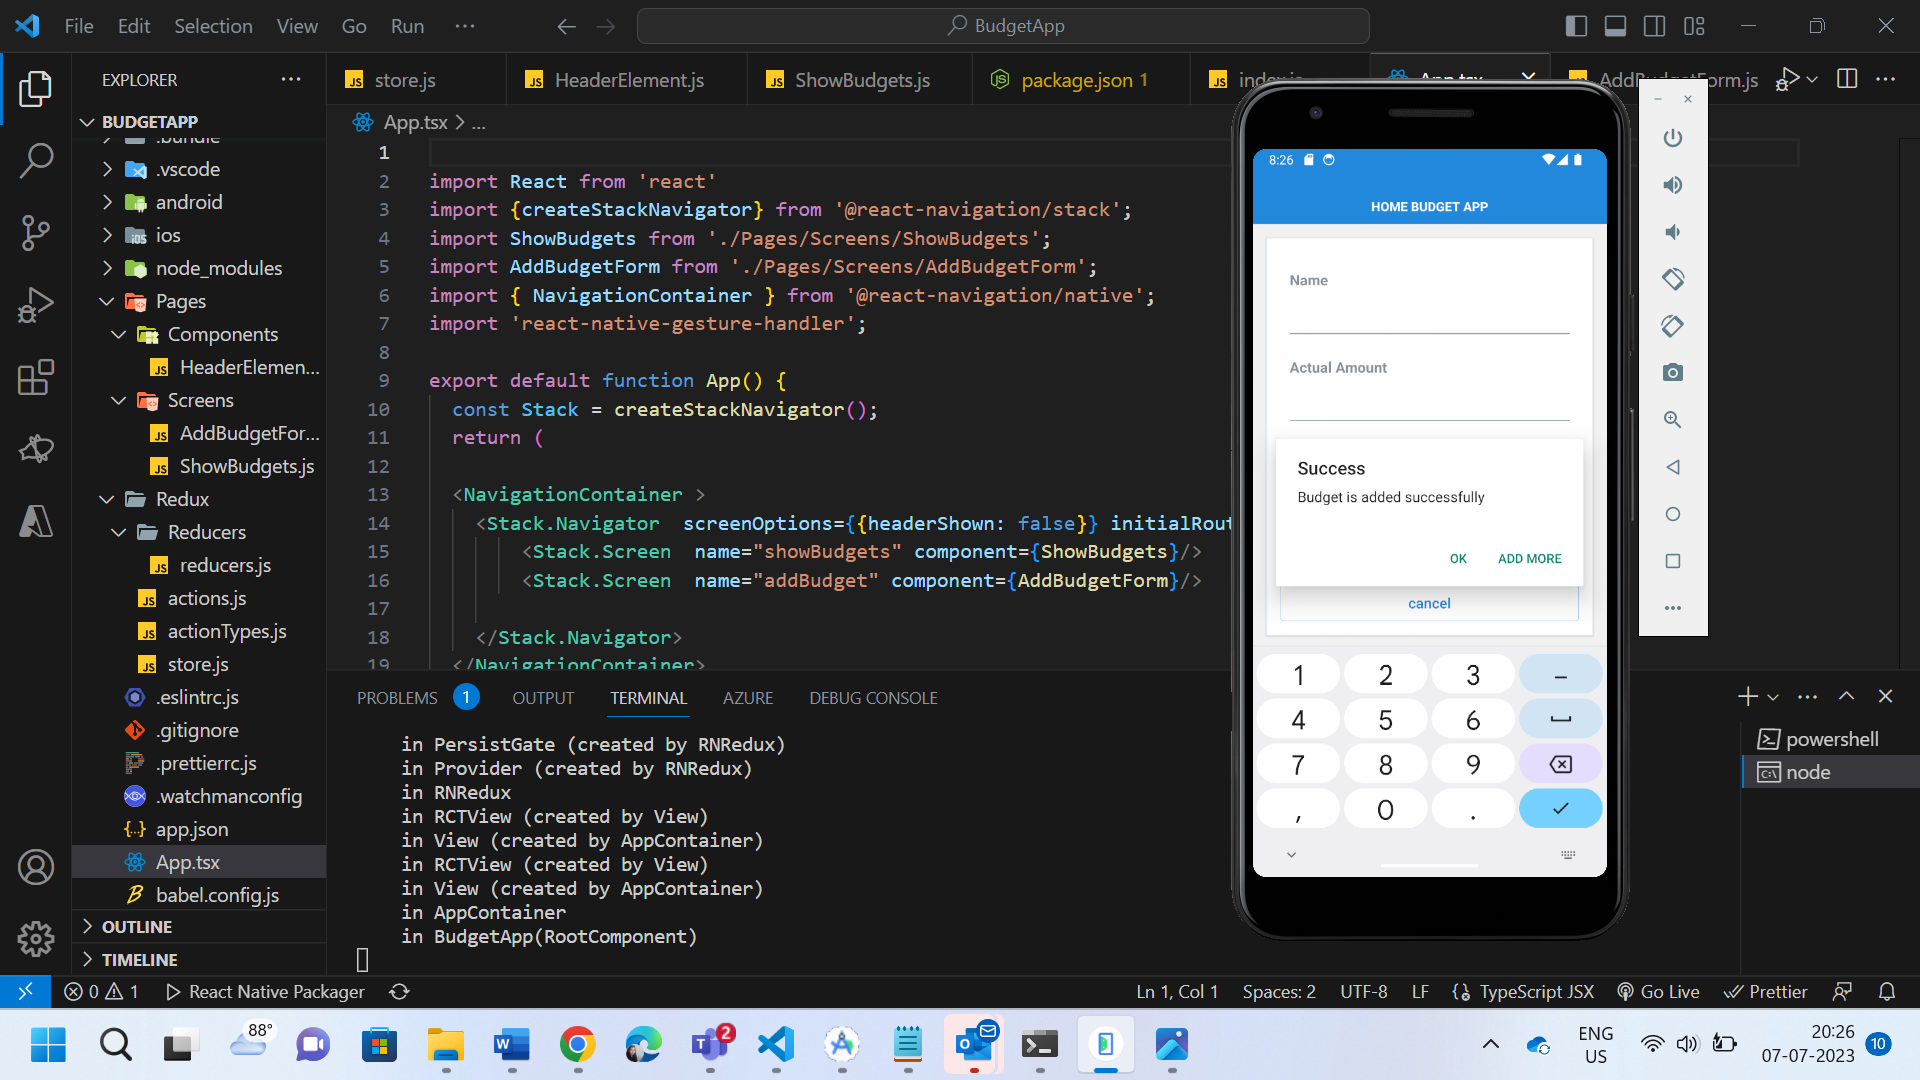 File Edit Selection View Go Run ···
BudgetApp
EXPLORER
BUDGETAPP
.bundle
.vscode
android
ios
node_modules
Pages
Components
HeaderElemen...
Screens
AddBudgetFor...
ShowBudgets.js
Redux
Reducers
reducers.js
actions.js
actionTypes.js
store.js
.eslintrc.js
.gitignore
.prettierrc.js
.watchmanconfig
app.json
App.tsx
babel.config.js
OUTLINE
TIMELINE
store.js
HeaderElement.js
ShowBudgets.js
package.json 1
index.js
App.tsx
App.tsx > ...
1
2 import React from 'react'
3 import {createStackNavigator} from '@react-navigation/stack';
4 import ShowBudgets from './Pages/Screens/ShowBudgets';
5 import AddBudgetForm from './Pages/Screens/AddBudgetForm';
6 import { NavigationContainer } from '@react-navigation/native';
7 import 'react-native-gesture-handler';
8
9 export default function App() {
10 const Stack = createStackNavigator();
11 return (
12
13 <NavigationContainer >
14 <Stack.Navigator screenOptions={{headerShown: false}} initialRout
15 <Stack.Screen name="showBudgets" component={ShowBudgets}/>
16 <Stack.Screen name="addBudget" component={AddBudgetForm}/>
17
18 </Stack.Navigator>
19 </NavigationContainer>
PROBLEMS 1 OUTPUT TERMINAL AZURE DEBUG CONSOLE
in PersistGate (created by RNRedux)
in Provider (created by RNRedux)
in RNRedux
in RCTView (created by View)
in View (created by AppContainer)
in RCTView (created by View)
in View (created by AppContainer)
in AppContainer
in BudgetApp(RootComponent)
powershell
node
8:26
HOME BUDGET APP
Name
Actual Amount
Success
Budget is added successfully
OK ADD MORE
cancel
1 2 3 –
4 5 6
7 8 9
, 0 .
0 1 React Native Packager
Ln 1, Col 1 Spaces: 2 UTF-8 LF TypeScript JSX Go Live Prettier
88°
2
ENG
US
20:26
07-07-2023
10